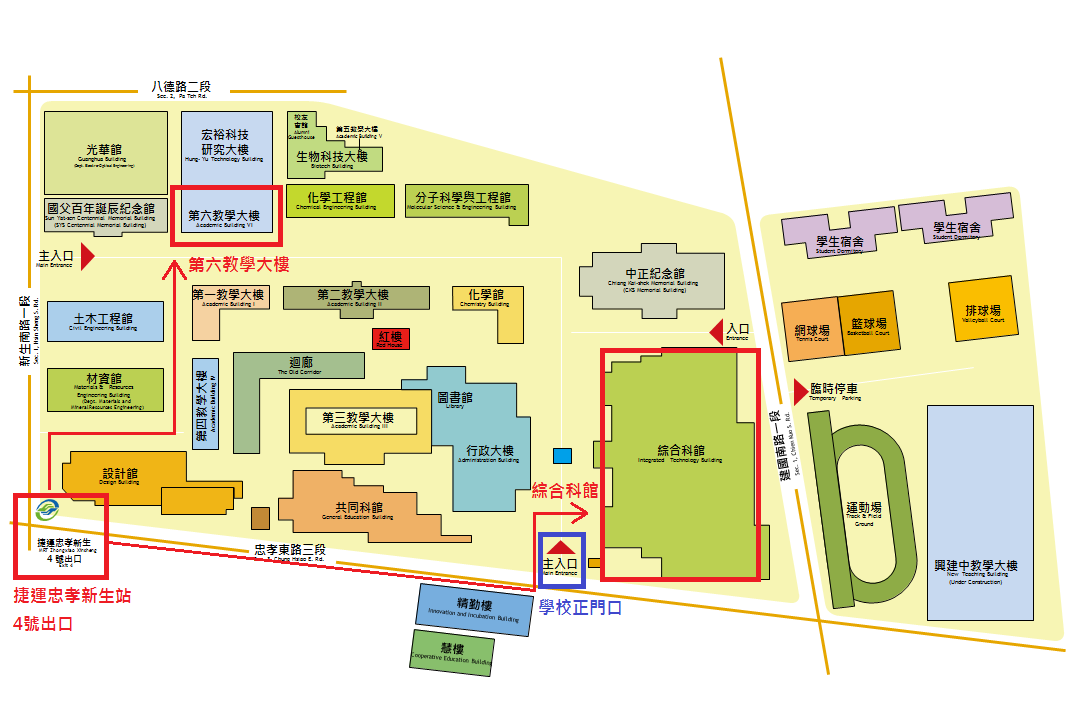 八德路二段
Sec. 2, Pa Teh Rd.
光華館
Guanghua Building
宏裕科技
研究大樓
Hung- Yu Technology Building
校友
會館
Alumni
Guesthouse
第五教學大樓
Academic Building V
生物科技大樓
Biotech Building
國父百年誕辰紀念館
Sun Yat-sen Centennial Memorial Building
(SYS Centennial Memorial Building)
第六教學大樓
Academic Building VI
化學工程館
Chemical Engineering Building
分子科學與工程館
Molecular Science & Engineering Building
學生宿舍
Student Dormitory
學生宿舍
Student Dormitory
主入口
Main Entrance
第六教學大樓
中正紀念館
Chiang Kai-shek Memorial Building
(CKS Memorial Building)
新生南路一段
第一教學大樓
Academic Building I
第二教學大樓
Academic Building II
化學館
Chemistry Building
土木工程館
Civil Engineering Building
紅樓
Red House
入口
Entrance
網球場
Tennis Court
籃球場
Basketball Court
排球場
Volleyball Court
材資館
Materials & Resources
Engineering Building
(Dept. Materials and
Mineral Resources Engineering)
第四教學大樓
Academic Building IV
迴廊
The Old Corridor
圖書館
Library
第三教學大樓
Academic Building III
行政大樓
Administration Building
綜合科館
Integrated Technology Building
臨時停車
Temporary Parking
建國南路一段
Sec. 1, Chien Kuo S. Rd.
設計館
Design Building
共同科館
General Education Building
綜合科館
運動場
Track & Field
Ground
捷運忠孝新生
MRT Zhongxiao Xinsheng
4 號出口
Exit 4
忠孝東路三段
主入口
Main Entrance
興建中教學大樓
New Teaching Building
(Under Construction)
捷運忠孝新生站
4號出口
精勤樓
Innovation and Incubation Building
學校正門口
慧樓
Cooperative Education Building